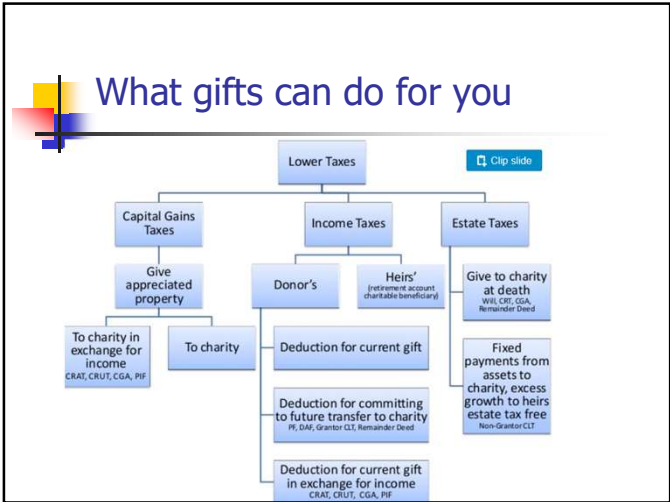 What gifts can do for you
Lower Taxes
Clip slide
Capital Gains
Taxes
Income Taxes
Estate Taxes
Give
appreciated
property
Donor's
Heirs'
(retirement account
charitable beneficiary)
Give to charity
at death
Will, CRT, CGA,
Remainder Deed
To charity in
exchange for
income
CRAT, CRUT, CGA, PIF
To charity
Deduction for current gift
Fixed
payments from
assets to
charity, excess
growth to heirs
estate tax free
Non-Grantor CLT
Deduction for committing
to future transfer to charity
PF, DAF, Grantor CLT, Remainder Deed
Deduction for current gift
in exchange for income
CRAT, CRUT, CGA, PIF